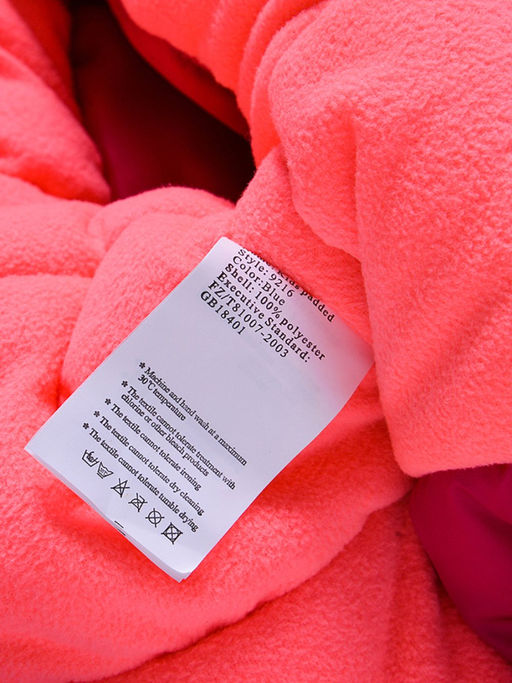 padded
Style: 9216
Color:Blue
Shell: 100% polyester
Executive Standard:
FZ/T81007-2003
GB18401
* Machine and hand wash at a maximum
30℃ temperature
* The textile cannot tolerate treatment with
chlorine or other bleach products
* The textile cannot tolerate ironing
* The textile cannot tolerate dry cleaning
* The textile cannot tolerate tumable drying